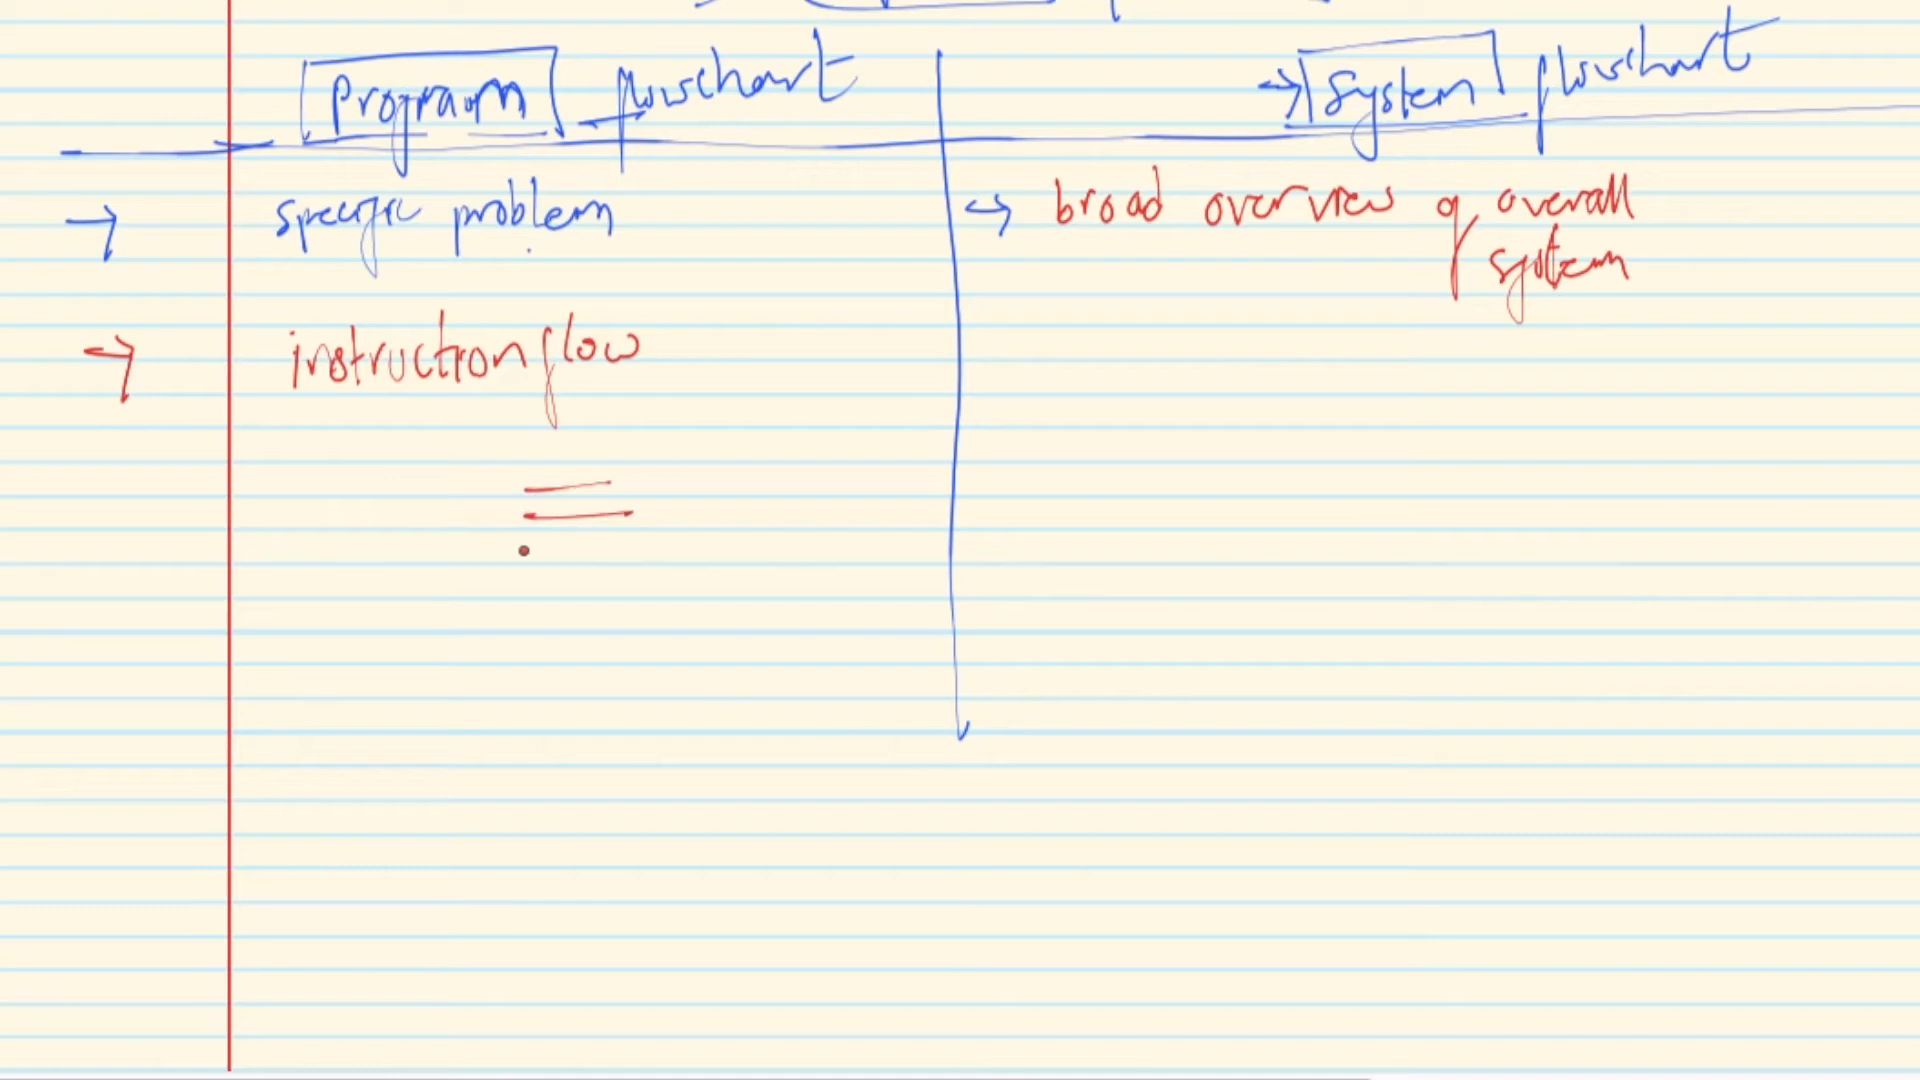 Program flowchart
→ System flowchart
→ specific problem
→ broad overview of overall
system
→ instruction flow